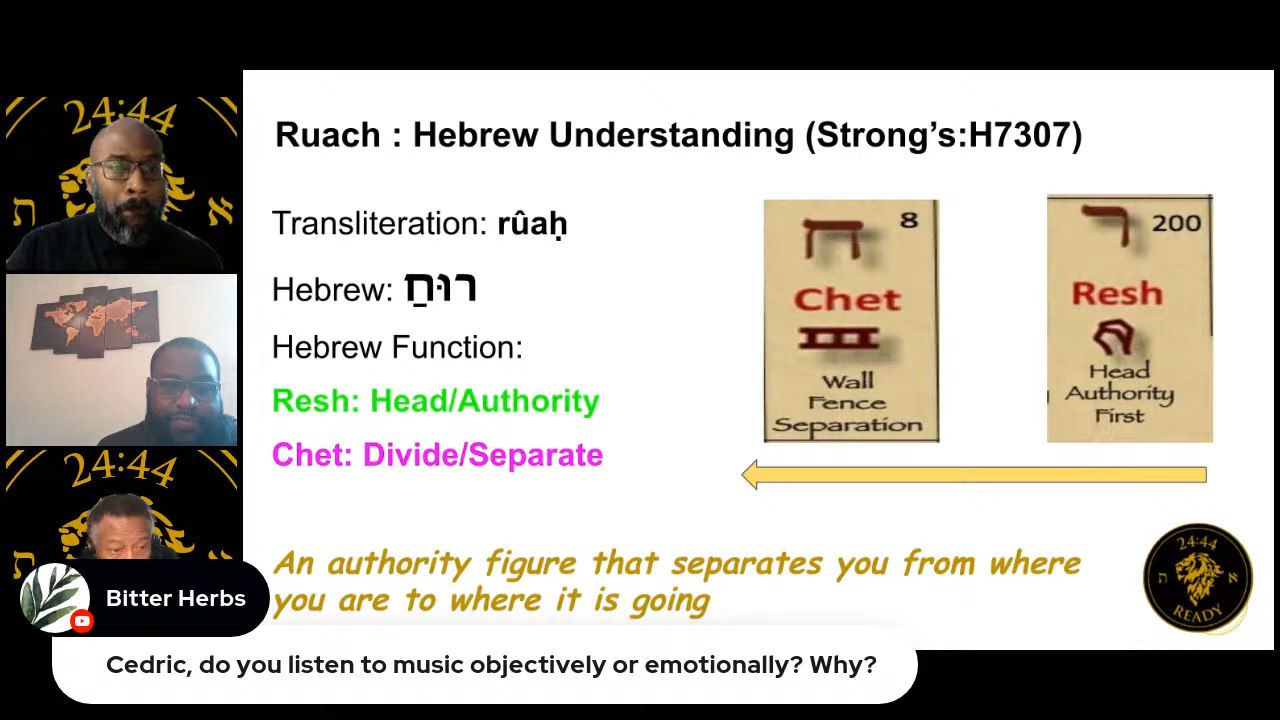 24:44
ת
א
24:44
ת
א
Ruach : Hebrew Understanding (Strong’s:H7307)
Transliteration: rûaḥ
Hebrew: רוּחַ
Hebrew Function:
Resh: Head/Authority
Chet: Divide/Separate
ח 8
Chet
Wall
Fence
Separation
ר 200
Resh
Head
Authority
First
An authority figure that separates you from where
you are to where it is going
24:44
ת
א
READY
Bitter Herbs
Cedric, do you listen to music objectively or emotionally? Why?